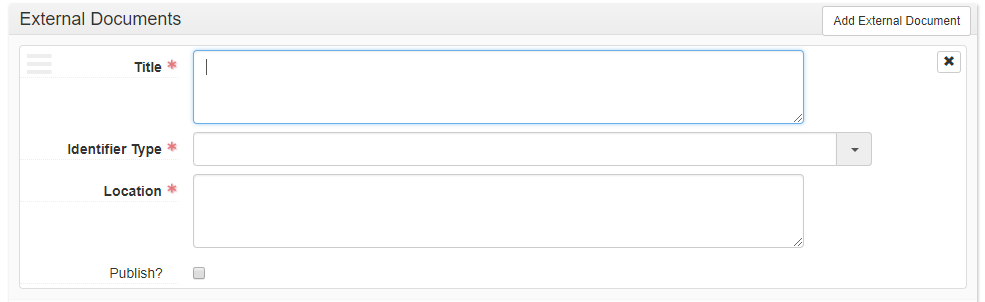 External Documents
Add External Document
Title *
Identifier Type *
Location *
Publish?